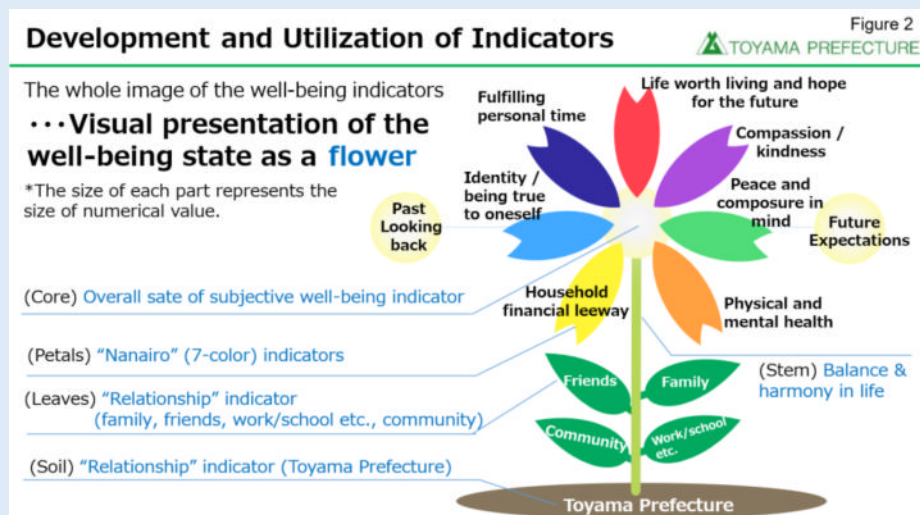 Figure 2
Development and Utilization of Indicators
TOYAMA PREFECTURE
The whole image of the well-being indicators
･･･Visual presentation of the
well-being state as a flower
*The size of each part represents the
size of numerical value.
Life worth living and hope
for the future
Fulfilling
personal time
Compassion /
kindness
Identity /
being true
to oneself
Peace and
composure in
mind
Past
Looking
back
Future
Expectations
Household
financial leeway
Physical and
mental health
(Core) Overall sate of subjective well-being indicator
(Petals) “Nanairo” (7-color) indicators
(Leaves) “Relationship” indicator
(family, friends, work/school etc., community)
(Soil) “Relationship” indicator (Toyama Prefecture)
(Stem) Balance &
harmony in life
Friends
Family
Community
Work/school
etc.
Toyama Prefecture